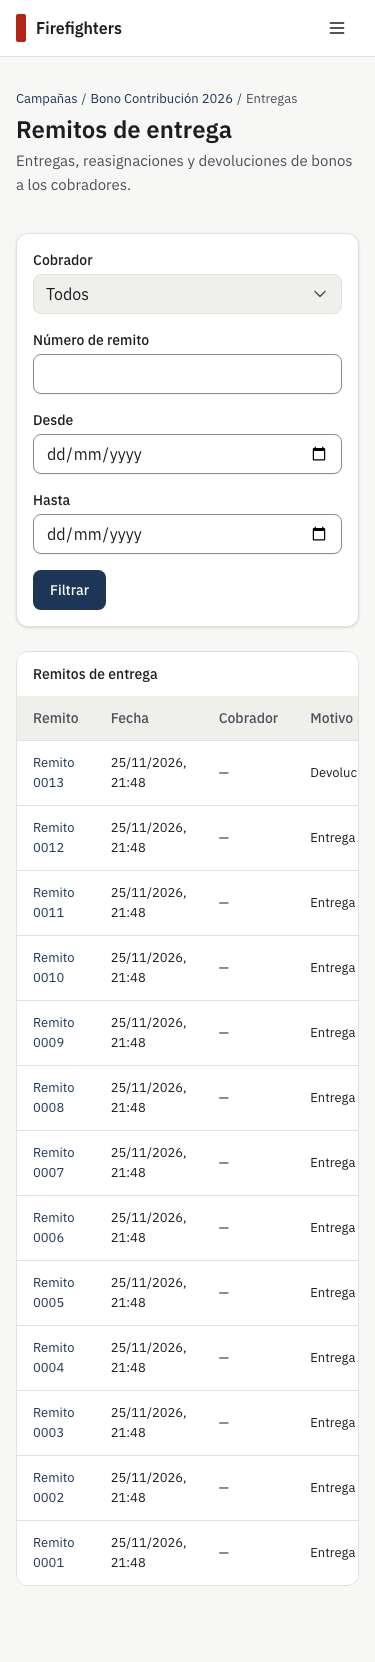 Firefighters
Campañas / Bono Contribución 2026 / Entregas
Remitos de entrega
Entregas, reasignaciones y devoluciones de bonos
a los cobradores.
Cobrador
Todos
Número de remito
Desde
dd/mm/yyyy
Hasta
dd/mm/yyyy
Filtrar
Remitos de entrega
Remito Fecha Cobrador Motivo
Remito 25/11/2026, — Devoluc
0013 21:48
Remito 25/11/2026, — Entrega
0012 21:48
Remito 25/11/2026, — Entrega
0011 21:48
Remito 25/11/2026, — Entrega
0010 21:48
Remito 25/11/2026, — Entrega
0009 21:48
Remito 25/11/2026, — Entrega
0008 21:48
Remito 25/11/2026, — Entrega
0007 21:48
Remito 25/11/2026, — Entrega
0006 21:48
Remito 25/11/2026, — Entrega
0005 21:48
Remito 25/11/2026, — Entrega
0004 21:48
Remito 25/11/2026, — Entrega
0003 21:48
Remito 25/11/2026, — Entrega
0002 21:48
Remito 25/11/2026, — Entrega
0001 21:48